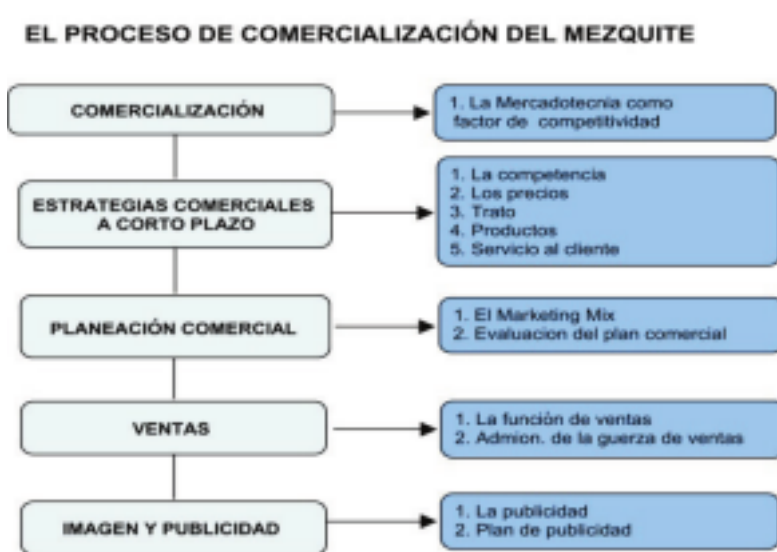 EL PROCESO DE COMERCIALIZACIÓN DEL MEZQUITE
COMERCIALIZACIÓN
1. La Mercadotecnia como
factor de competitividad
ESTRATEGIAS COMERCIALES
A CORTO PLAZO
1. La competencia
2. Los precios
3. Trato
4. Productos
5. Servicio al cliente
PLANEACIÓN COMERCIAL
1. El Marketing Mix
2. Evaluacion del plan comercial
VENTAS
1. La función de ventas
2. Admion. de la guerza de ventas
IMAGEN Y PUBLICIDAD
1. La publicidad
2. Plan de publicidad